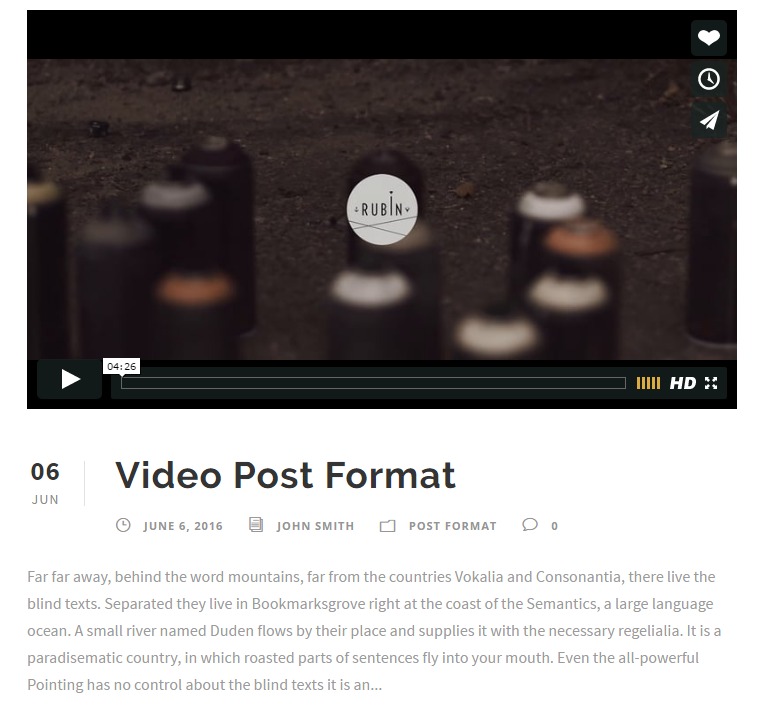 RUBIN
04:26
HD
06
JUN
Video Post Format
JUNE 6, 2016 JOHN SMITH POST FORMAT 0
Far far away, behind the word mountains, far from the countries Vokalia and Consonantia, there live the
blind texts. Separated they live in Bookmarksgrove right at the coast of the Semantics, a large language
ocean. A small river named Duden flows by their place and supplies it with the necessary regelialia. It is a
paradisematic country, in which roasted parts of sentences fly into your mouth. Even the all-powerful
Pointing has no control about the blind texts it is an...